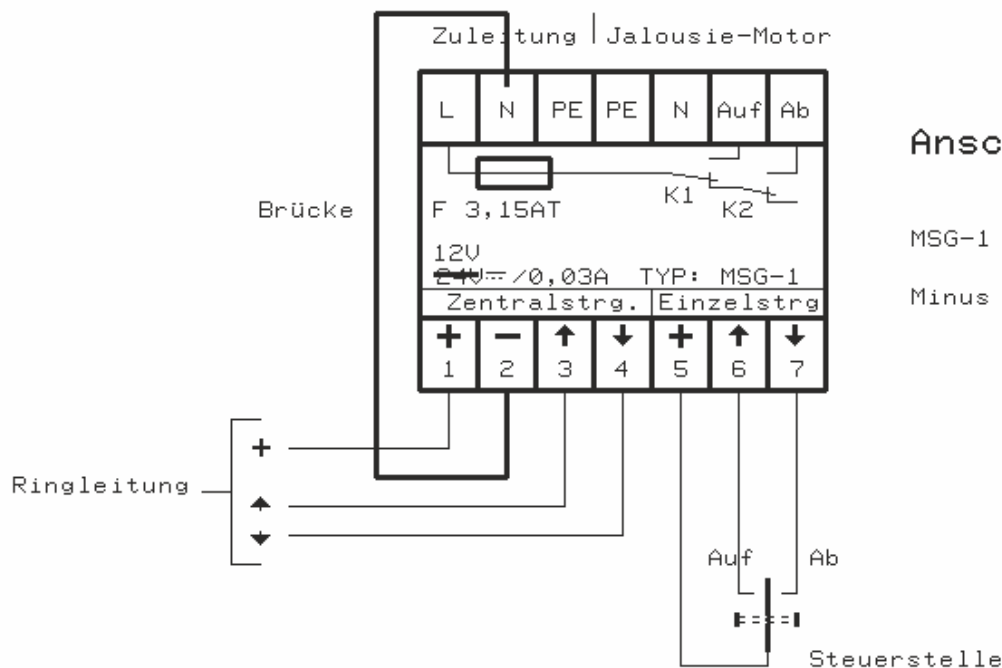 Zuleitung | Jalousie-Motor
L N PE PE N Auf Ab
Ansc
K1 K2
Brücke
F 3,15AT
MSG-1
12V
24V⎓/0,03A TYP: MSG-1
Minus
Zentralstrg. Einzelstrg
+ − ↑ ↓ + ↑ ↓
1 2 3 4 5 6 7
+
Ringleitung
↑
↓
Auf Ab
Steuerstelle